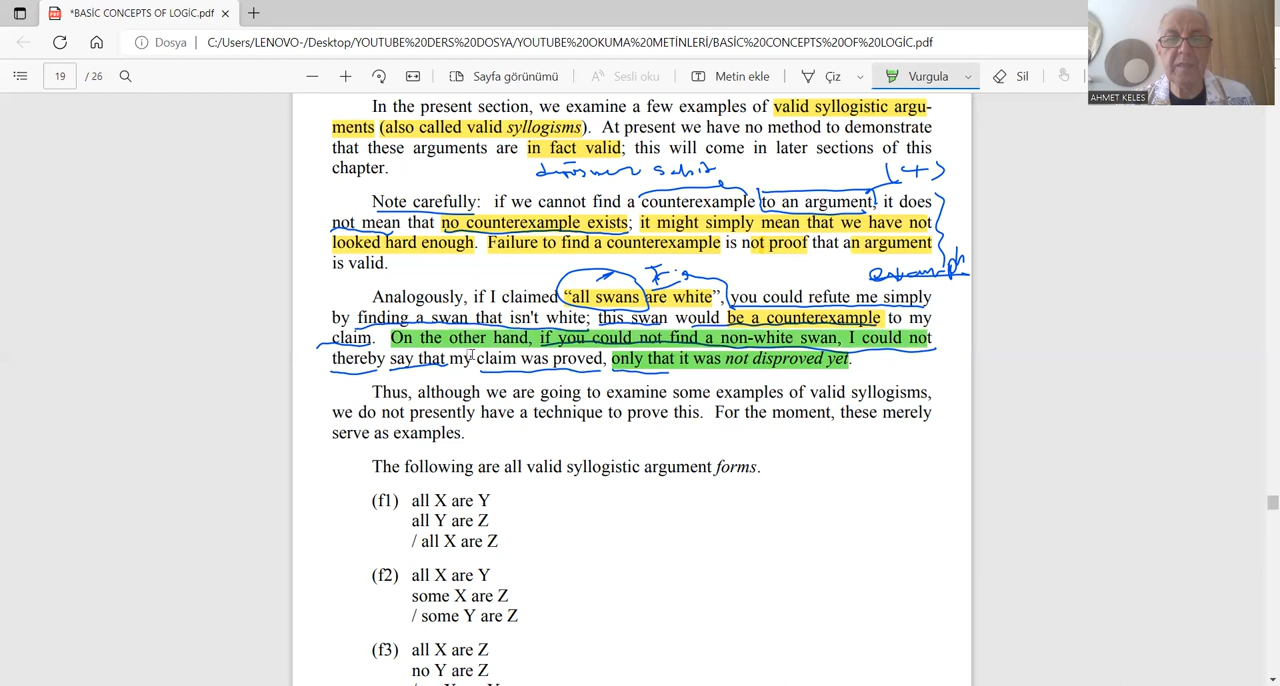 *BASİC CONCEPTS OF LOGİC.pdf
Dosya C:/Users/LENOVO-/Desktop/YOUTUBE%20DERS%20DOSYA/YOUTUBE%20OKUMA%20METİNLERİ/BASİC%20CONCEPTS%20OF%20LOGİC.pdf
19 / 26 Sayfa görünümü Sesli oku Metin ekle Çiz Vurgula Sil
AHMET KELES
In the present section, we examine a few examples of valid syllogistic argu-
ments (also called valid syllogisms). At present we have no method to demonstrate
that these arguments are in fact valid; this will come in later sections of this
chapter.
(+)
Note carefully: if we cannot find a counterexample to an argument, it does
not mean that no counterexample exists; it might simply mean that we have not
looked hard enough. Failure to find a counterexample is not proof that an argument
is valid.
Analogously, if I claimed “all swans are white”, you could refute me simply
by finding a swan that isn't white; this swan would be a counterexample to my
claim. On the other hand, if you could not find a non-white swan, I could not
thereby say that my claim was proved, only that it was not disproved yet.
Thus, although we are going to examine some examples of valid syllogisms,
we do not presently have a technique to prove this. For the moment, these merely
serve as examples.
The following are all valid syllogistic argument forms.
(f1) all X are Y
all Y are Z
/ all X are Z
(f2) all X are Y
some X are Z
/ some Y are Z
(f3) all X are Z
no Y are Z